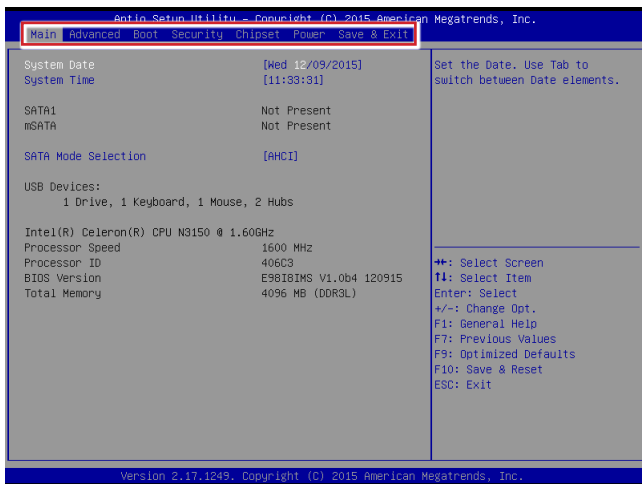 Aptio Setup Utility – Copyright (C) 2015 American Megatrends, Inc.
Main Advanced Boot Security Chipset Power Save & Exit
System Date [Wed 12/09/2015]
System Time [11:33:31]
SATA1 Not Present
mSATA Not Present
SATA Mode Selection [AHCI]
USB Devices:
1 Drive, 1 Keyboard, 1 Mouse, 2 Hubs
Intel(R) Celeron(R) CPU N3150 @ 1.60GHz
Processor Speed 1600 MHz
Processor ID 406C3
BIOS Version E98I8IMS V1.0b4 120915
Total Memory 4096 MB (DDR3L)
Set the Date. Use Tab to
switch between Date elements.
→←: Select Screen
↑↓: Select Item
Enter: Select
+/-: Change Opt.
F1: General Help
F7: Previous Values
F9: Optimized Defaults
F10: Save & Reset
ESC: Exit
Version 2.17.1249. Copyright (C) 2015 American Megatrends, Inc.